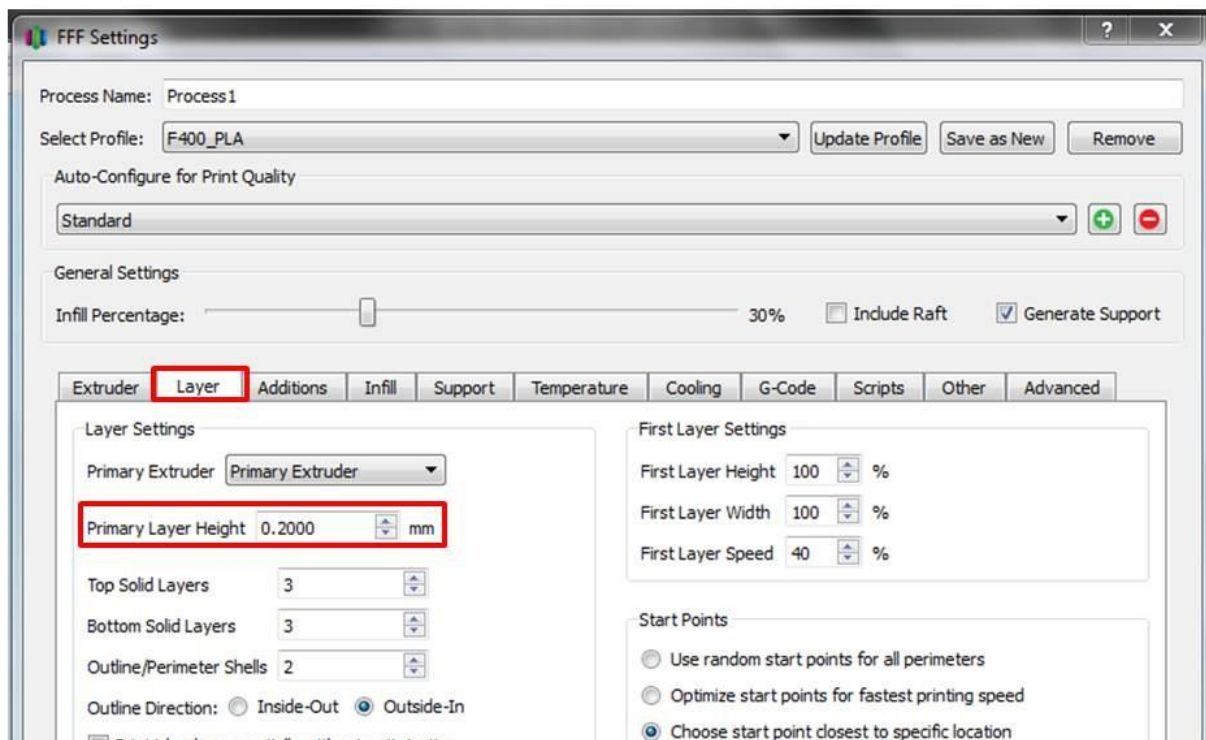 FFF Settings
Process Name: Process1
Select Profile: F400_PLA Update Profile Save as New Remove
Auto-Configure for Print Quality
Standard
General Settings
Infill Percentage: 30% Include Raft Generate Support
Extruder Layer Additions Infill Support Temperature Cooling G-Code Scripts Other Advanced
Layer Settings
Primary Extruder Primary Extruder
Primary Layer Height 0.2000 mm
Top Solid Layers 3
Bottom Solid Layers 3
Outline/Perimeter Shells 2
Outline Direction: Inside-Out Outside-In
First Layer Settings
First Layer Height 100 %
First Layer Width 100 %
First Layer Speed 40 %
Start Points
Use random start points for all perimeters
Optimize start points for fastest printing speed
Choose start point closest to specific location